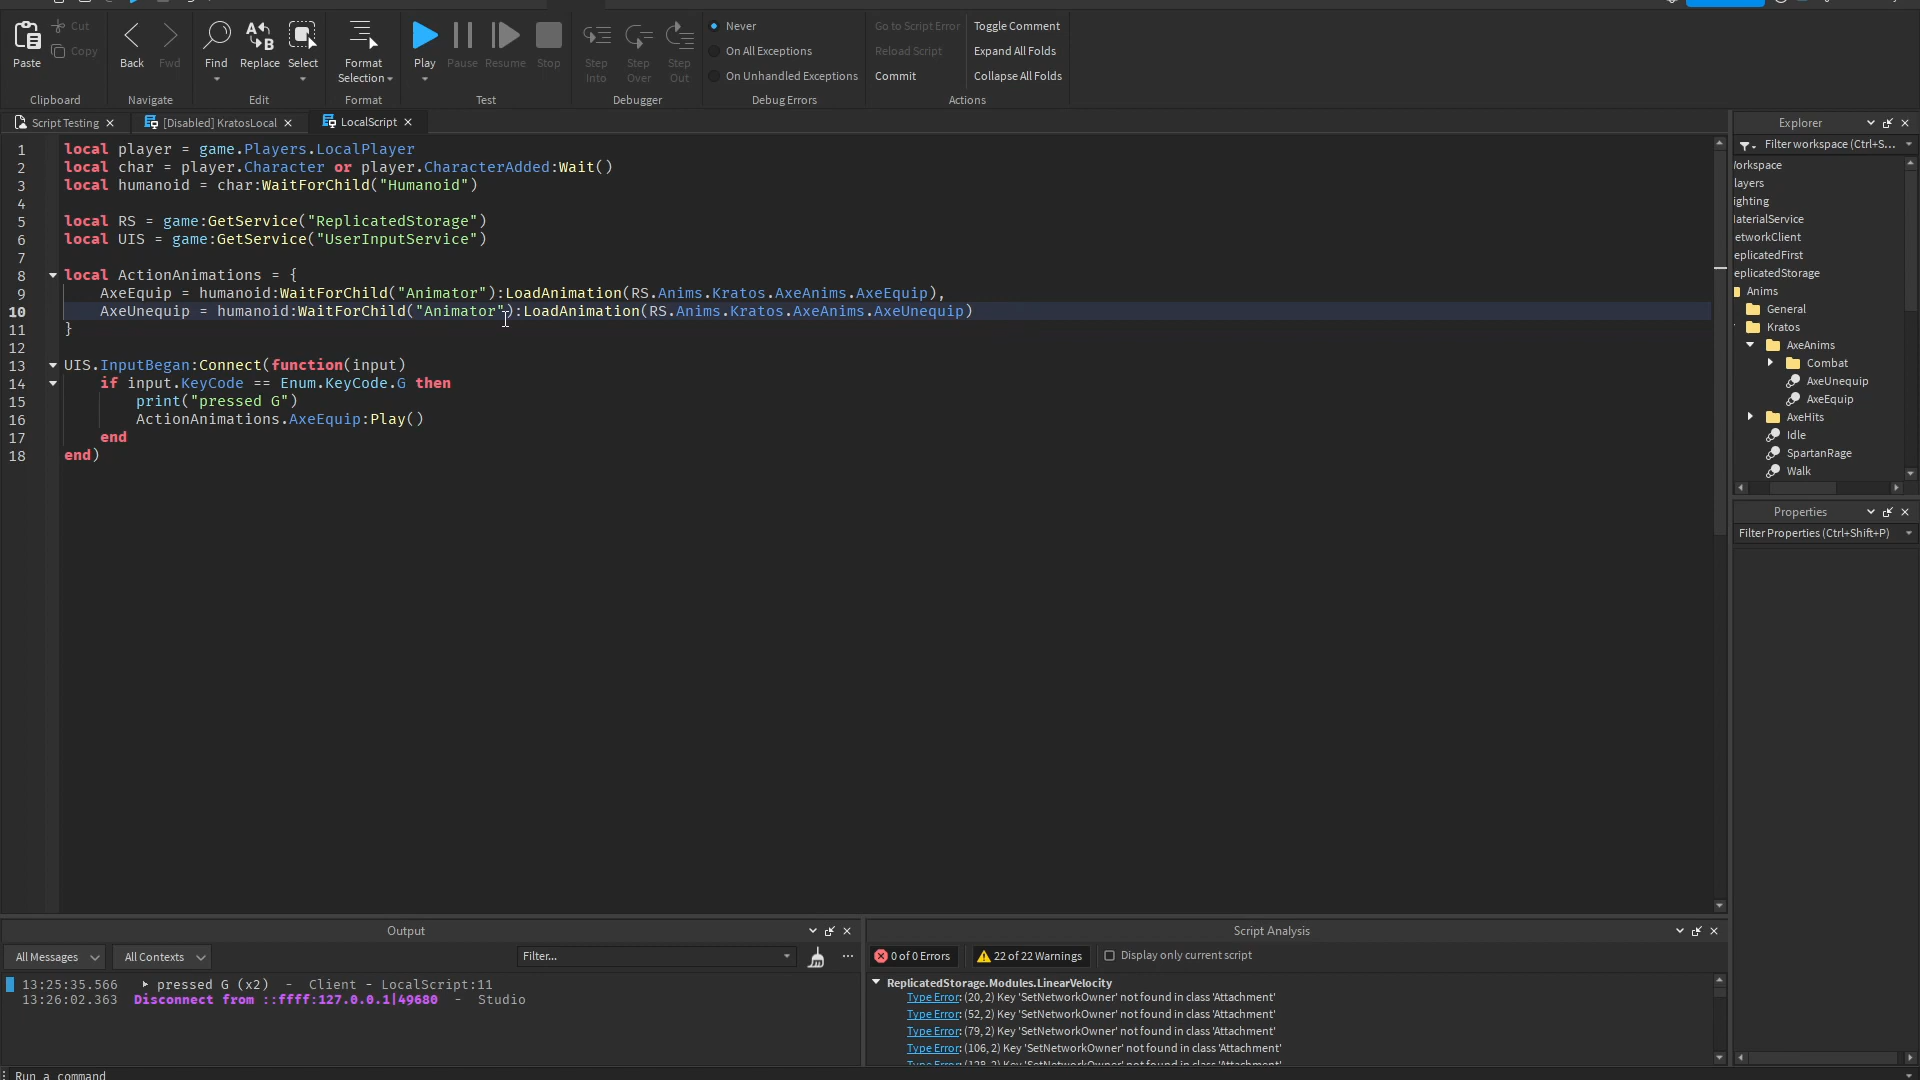 Paste
Cut
Copy
Clipboard
Back
Fwd
Navigate
Find
Replace
Select
Edit
Format
Selection
Format
Play
Pause
Resume
Stop
Test
Step
Into
Step
Over
Step
Out
Debugger
Never
On All Exceptions
On Unhandled Exceptions
Debug Errors
Go to Script Error
Reload Script
Commit
Toggle Comment
Expand All Folds
Collapse All Folds
Actions
Script Testing
[Disabled] KratosLocal
LocalScript
1 local player = game.Players.LocalPlayer
2 local char = player.Character or player.CharacterAdded:Wait()
3 local humanoid = char:WaitForChild("Humanoid")
4
5 local RS = game:GetService("ReplicatedStorage")
6 local UIS = game:GetService("UserInputService")
7
8 local ActionAnimations = {
9 AxeEquip = humanoid:WaitForChild("Animator"):LoadAnimation(RS.Anims.Kratos.AxeAnims.AxeEquip),
10 AxeUnequip = humanoid:WaitForChild("Animator"):LoadAnimation(RS.Anims.Kratos.AxeAnims.AxeUnequip)
11 }
12
13 UIS.InputBegan:Connect(function(input)
14 if input.KeyCode == Enum.KeyCode.G then
15 print("pressed G")
16 ActionAnimations.AxeEquip:Play()
17 end
18 end)
Explorer
Filter workspace (Ctrl+S...
orkspace
layers
ighting
laterialService
etworkClient
eplicatedFirst
eplicatedStorage
Anims
General
Kratos
AxeAnims
Combat
AxeUnequip
AxeEquip
AxeHits
Idle
SpartanRage
Walk
Properties
Filter Properties (Ctrl+Shift+P)
Output
All Messages
All Contexts
Filter...
13:25:35.566 pressed G (x2) - Client - LocalScript:11
13:26:02.363 Disconnect from ::ffff:127.0.0.1|49680 - Studio
Script Analysis
0 of 0 Errors
22 of 22 Warnings
Display only current script
ReplicatedStorage.Modules.LinearVelocity
Type Error: (20,2) Key 'SetNetworkOwner' not found in class 'Attachment'
Type Error: (52,2) Key 'SetNetworkOwner' not found in class 'Attachment'
Type Error: (79,2) Key 'SetNetworkOwner' not found in class 'Attachment'
Type Error: (106,2) Key 'SetNetworkOwner' not found in class 'Attachment'
Run a command